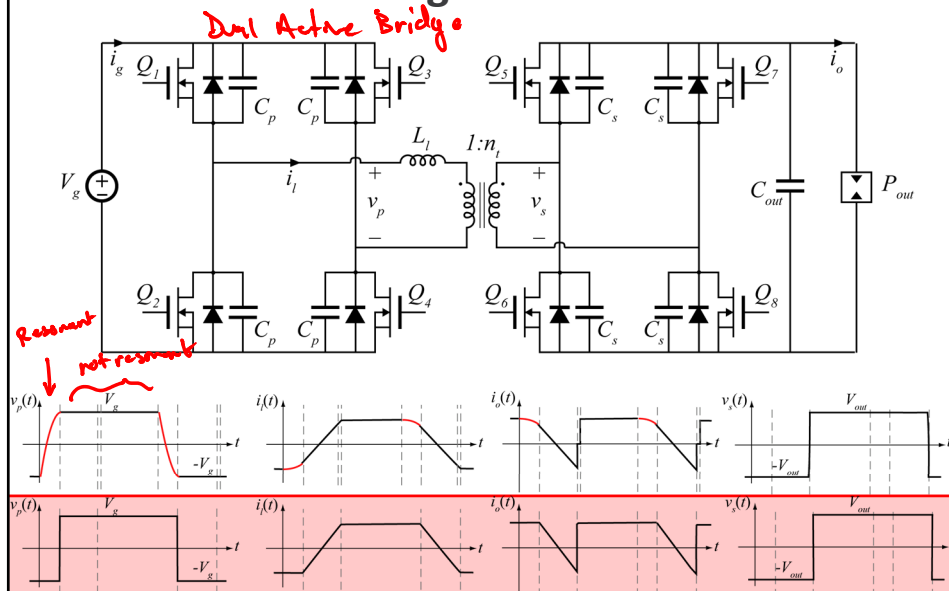 Dual Active Bridge
i_g
Q_1
C_p
C_p
Q_3
Q_5
C_s
C_s
Q_7
i_o
L_l
1:n_t
V_g
i_l
+
v_p
–
+
v_s
–
C_out
P_out
Q_2
C_p
C_p
Q_4
Q_6
C_s
C_s
Q_8
Resonant
not resonant
v_p(t)
V_g
-V_g
t
i_l(t)
t
i_o(t)
t
v_s(t)
V_out
-V_out
t
v_p(t)
V_g
-V_g
t
i_l(t)
t
i_o(t)
t
v_s(t)
V_out
-V_out
t